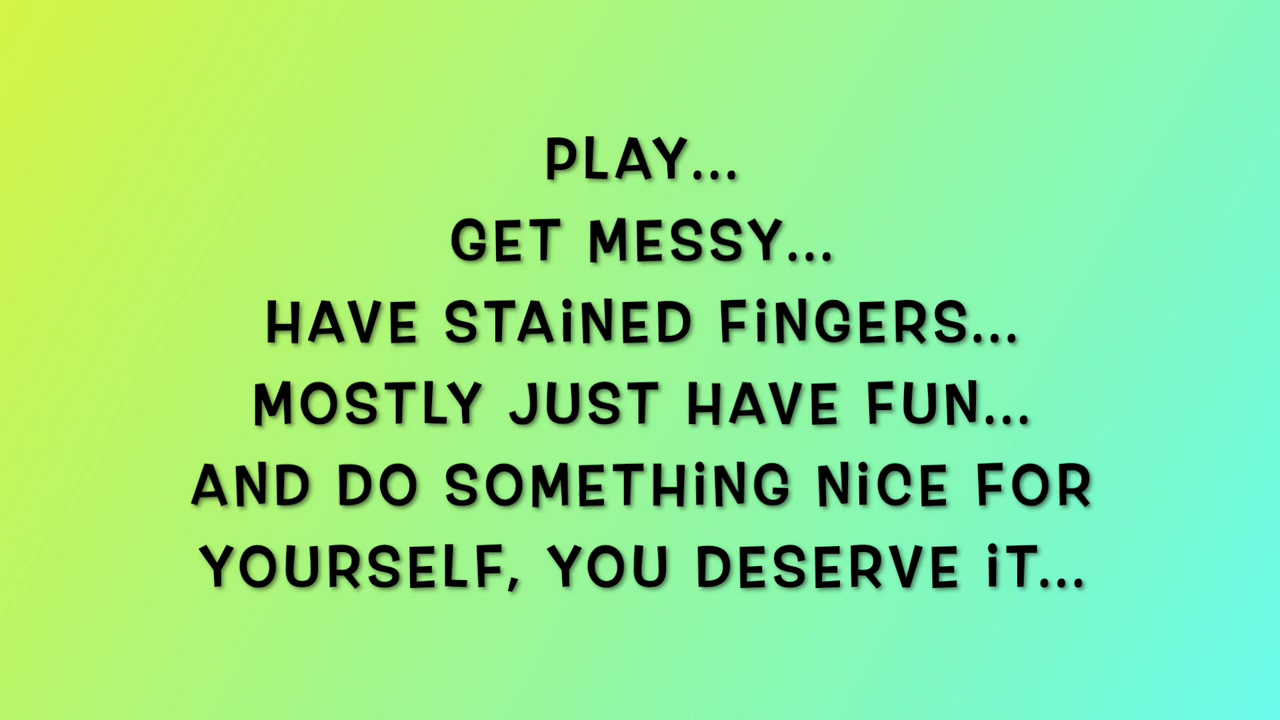 PLAY...
GET MESSY...
HAVE STAiNED FiNGERS...
MOSTLY JUST HAVE FUN...
AND DO SOMETHiNG NiCE FOR
YOURSELF, YOU DESERVE iT...